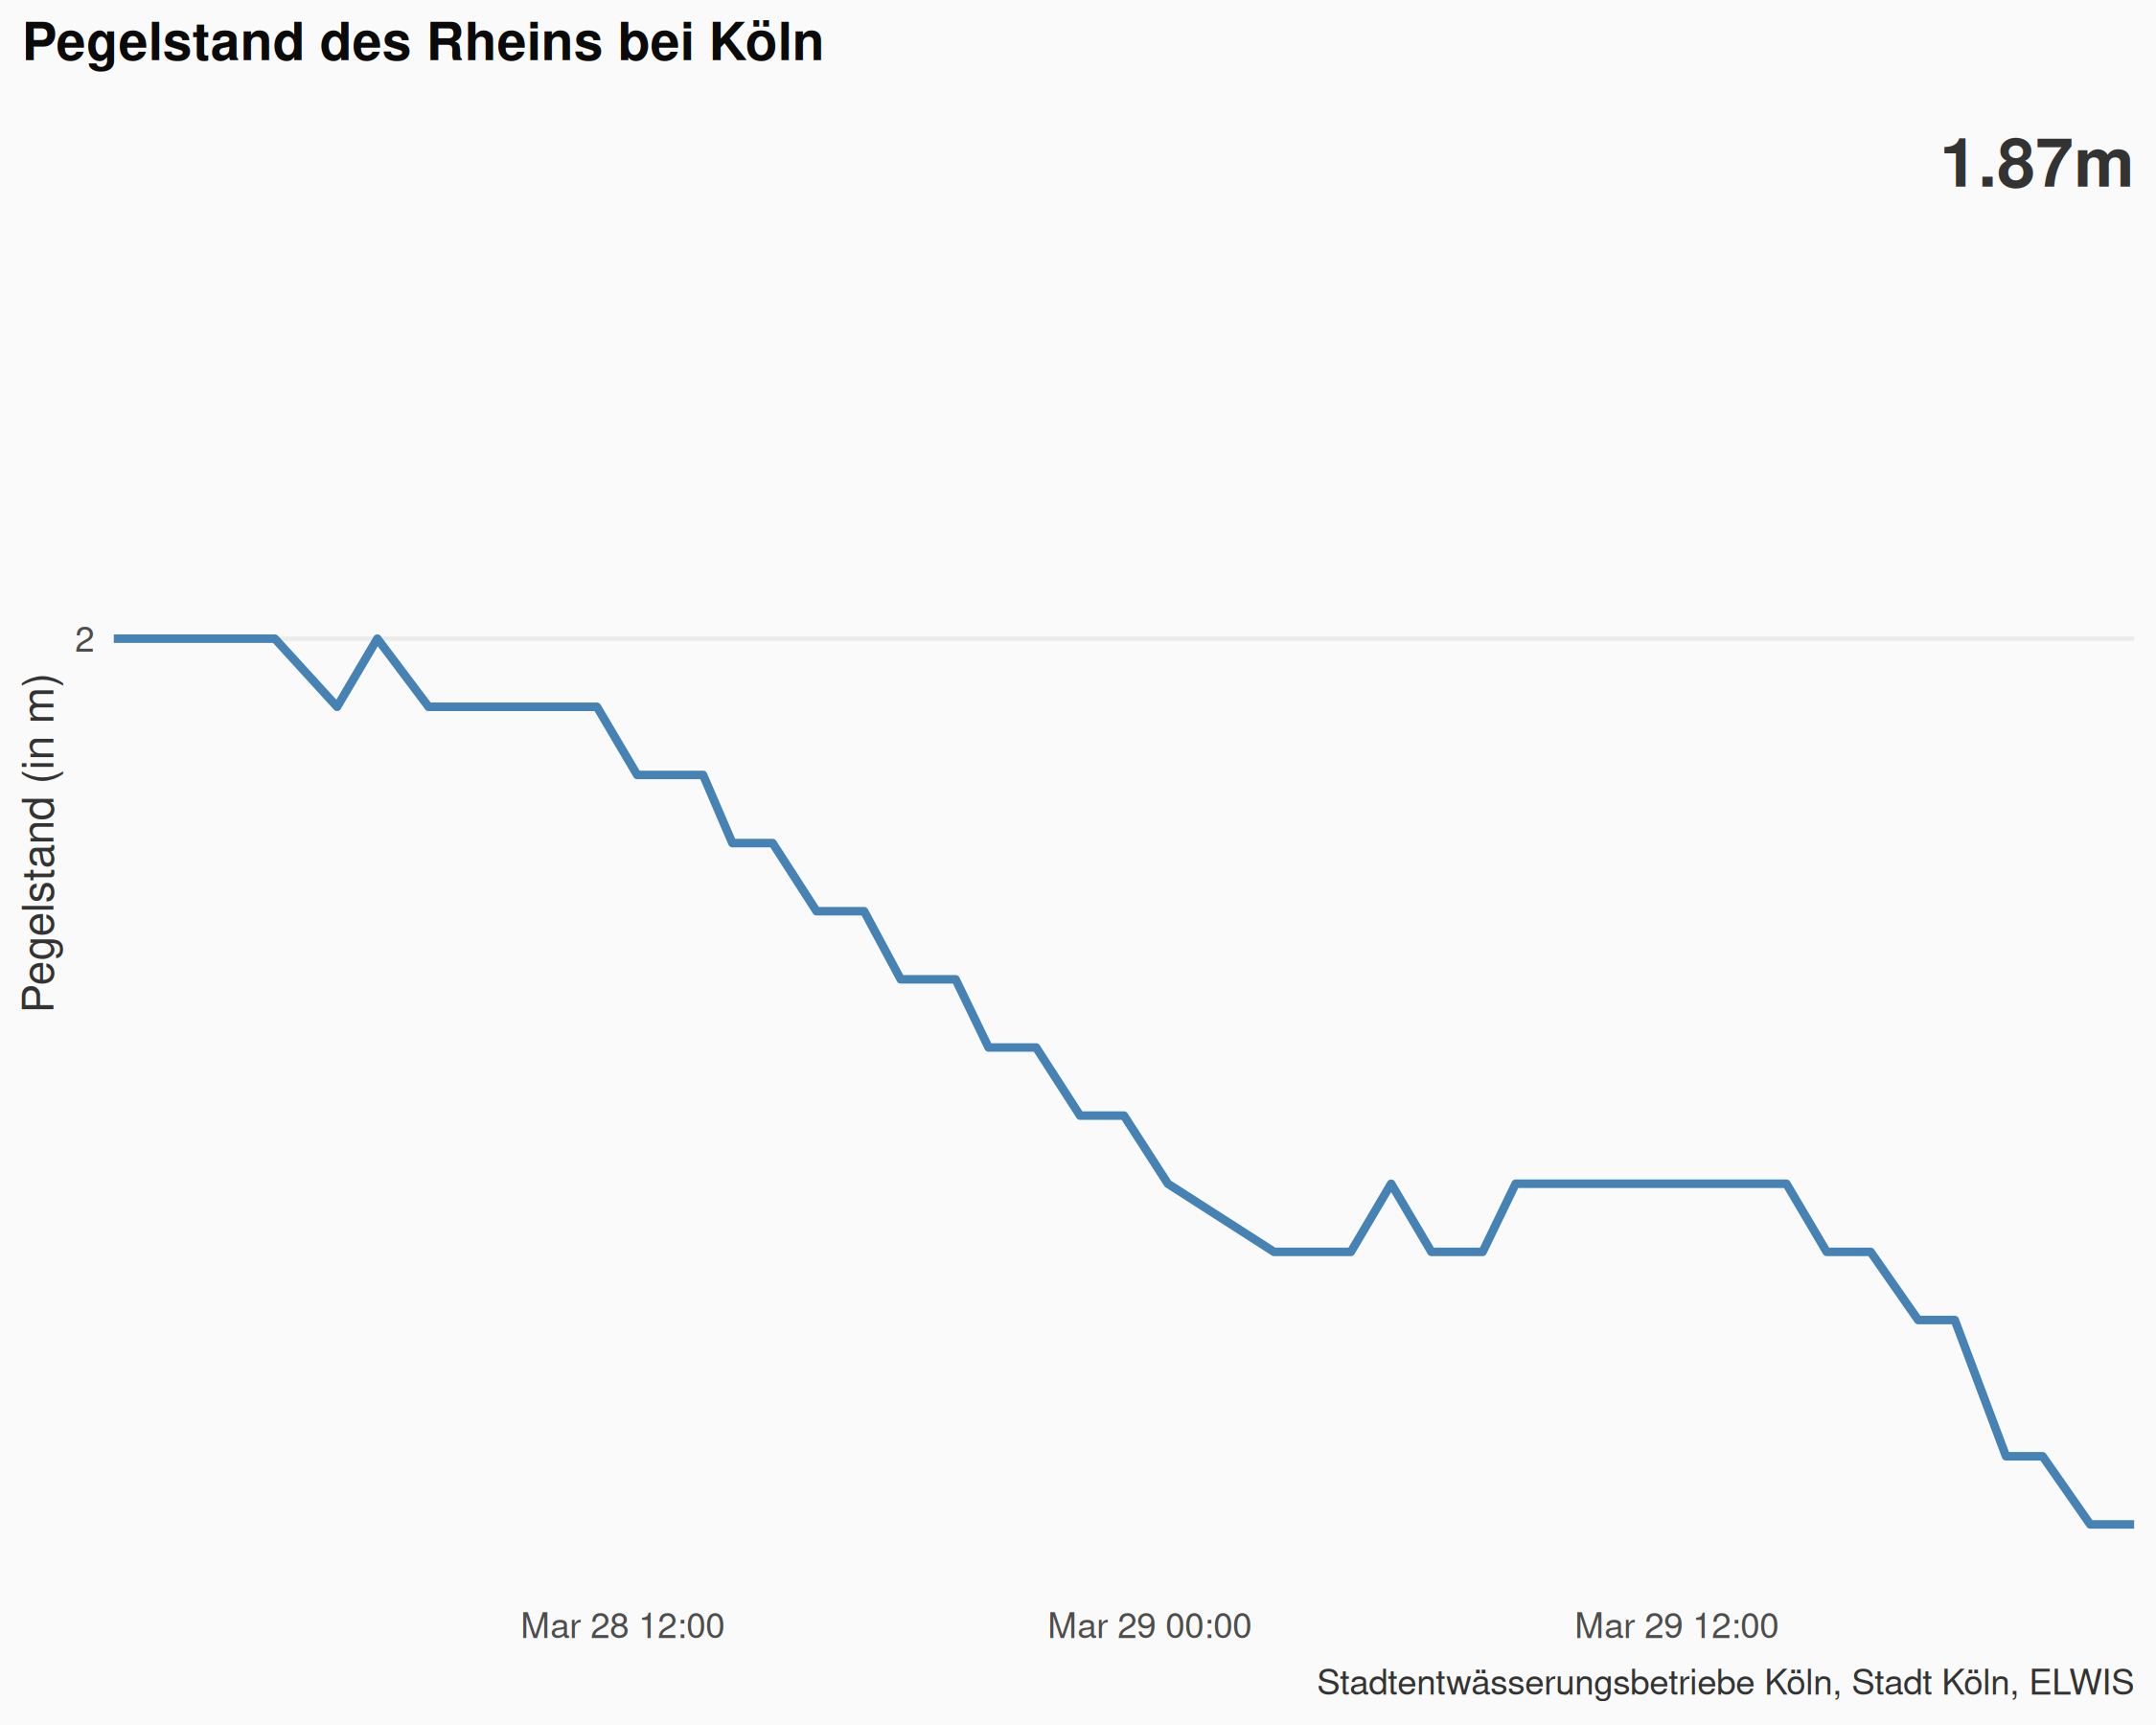 Pegelstand des Rheins bei Köln
1.87m
2
Pegelstand (in m)
Mar 28 12:00
Mar 29 00:00
Mar 29 12:00
Stadtentwässerungsbetriebe Köln, Stadt Köln, ELWIS